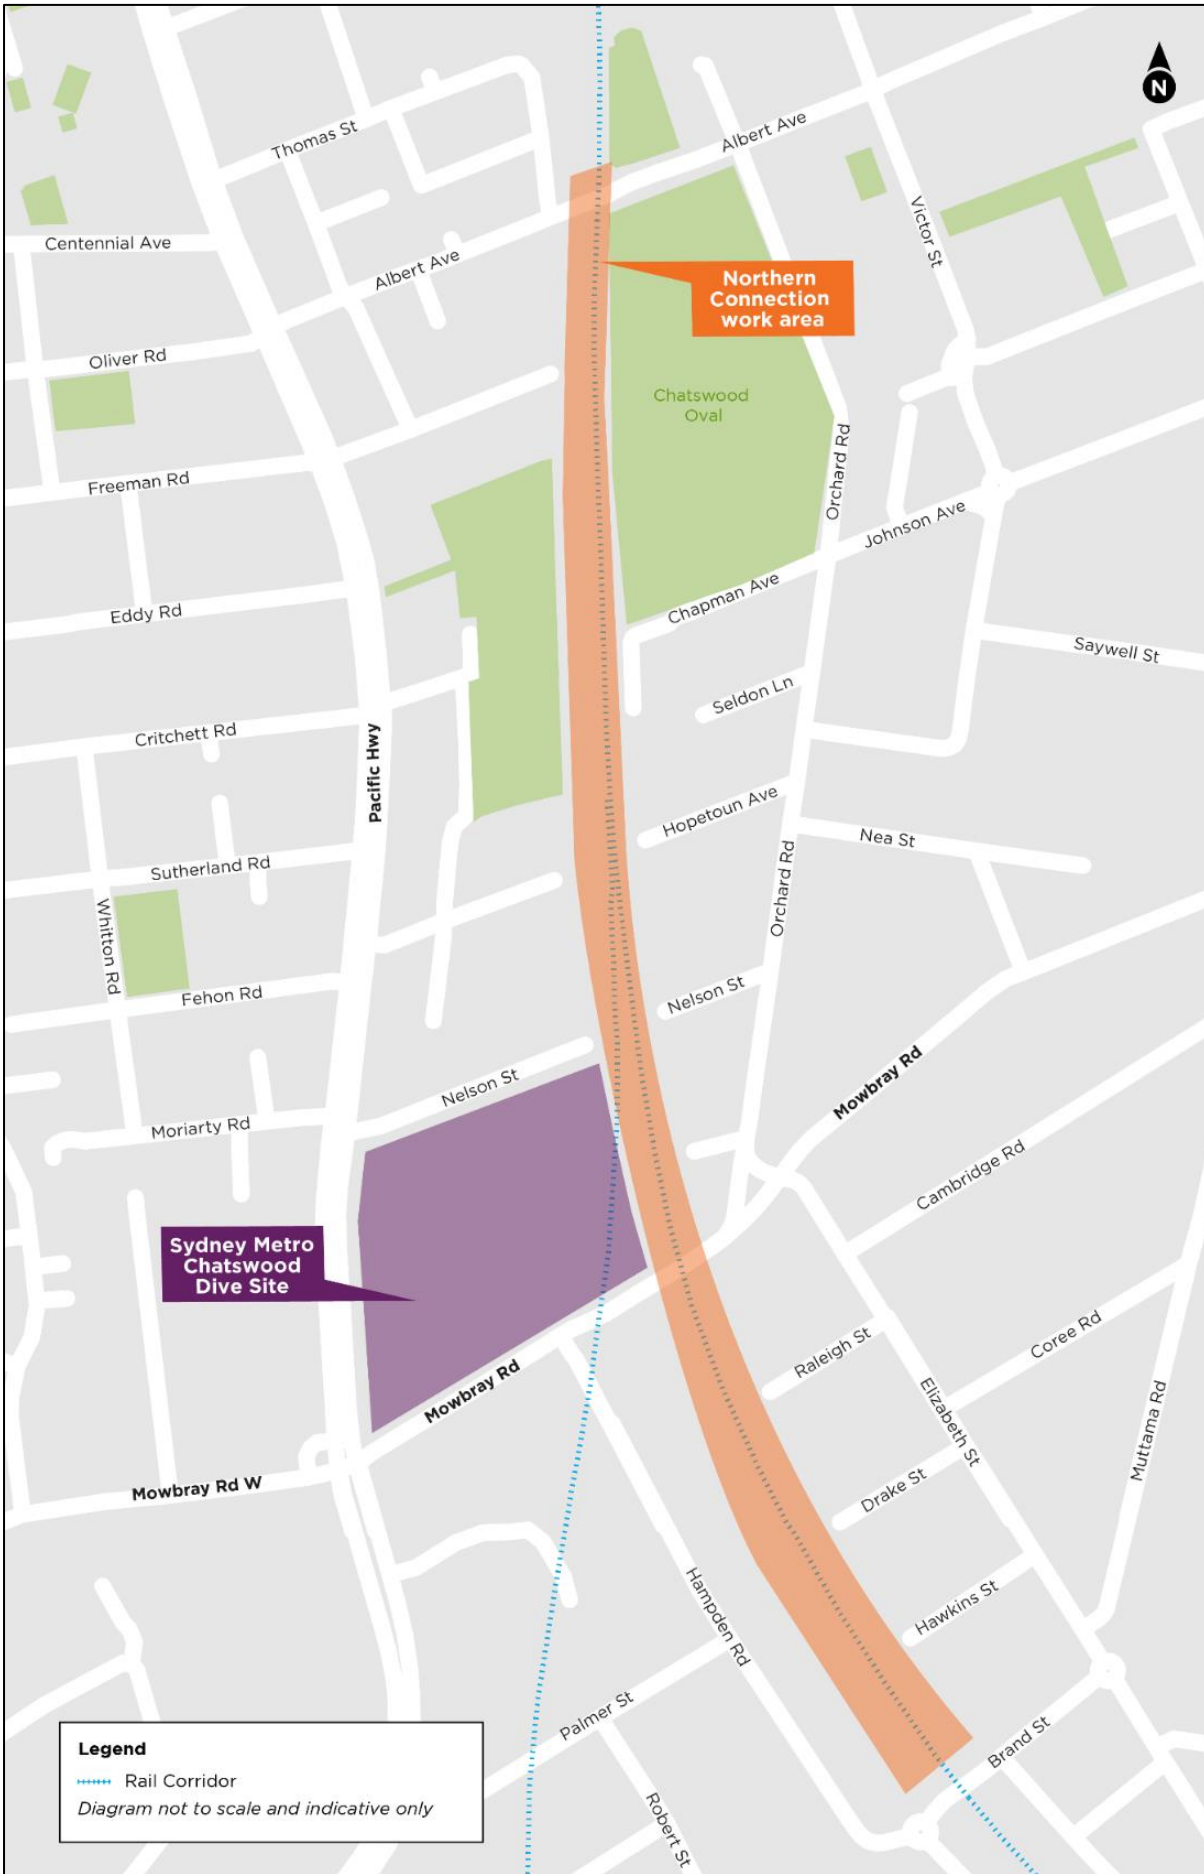 N
Thomas St
Albert Ave
Centennial Ave
Albert Ave
Victor St
Northern
Connection
work area
Oliver Rd
Chatswood
Oval
Freeman Rd
Orchard Rd
Johnson Ave
Eddy Rd
Chapman Ave
Saywell St
Seldon Ln
Critchett Rd
Pacific Hwy
Hopetoun Ave
Nea St
Sutherland Rd
Orchard Rd
Whitton Rd
Fehon Rd
Nelson St
Nelson St
Mowbray Rd
Moriarty Rd
Cambridge Rd
Sydney Metro
Chatswood
Dive Site
Raleigh St
Coree Rd
Mowbray Rd
Elizabeth St
Muttama Rd
Mowbray Rd W
Drake St
Hampden Rd
Hawkins St
Palmer St
Brand St
Robert St
Legend
Rail Corridor
Diagram not to scale and indicative only